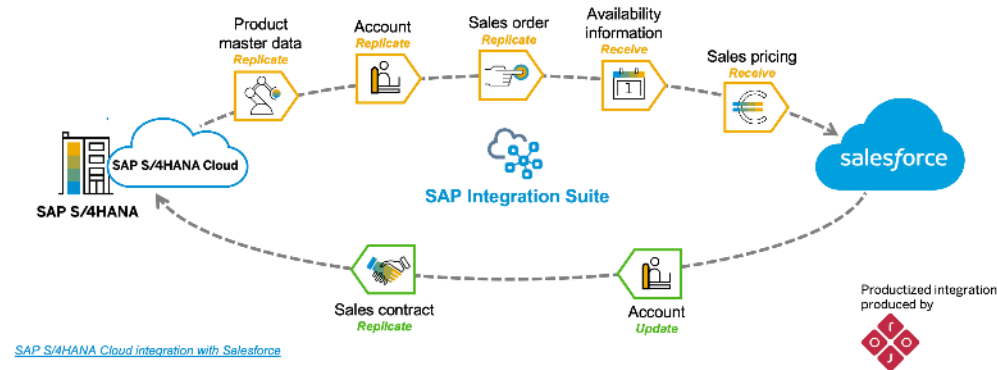 Product
master data
Replicate
Account
Replicate
Sales order
Replicate
Availability
information
Receive
1
Sales pricing
Receive
SAP S/4HANA Cloud
SAP S/4HANA
SAP Integration Suite
salesforce
Sales contract
Replicate
Account
Update
Productized integration
produced by
r
O O
J
SAP S/4HANA Cloud integration with Salesforce